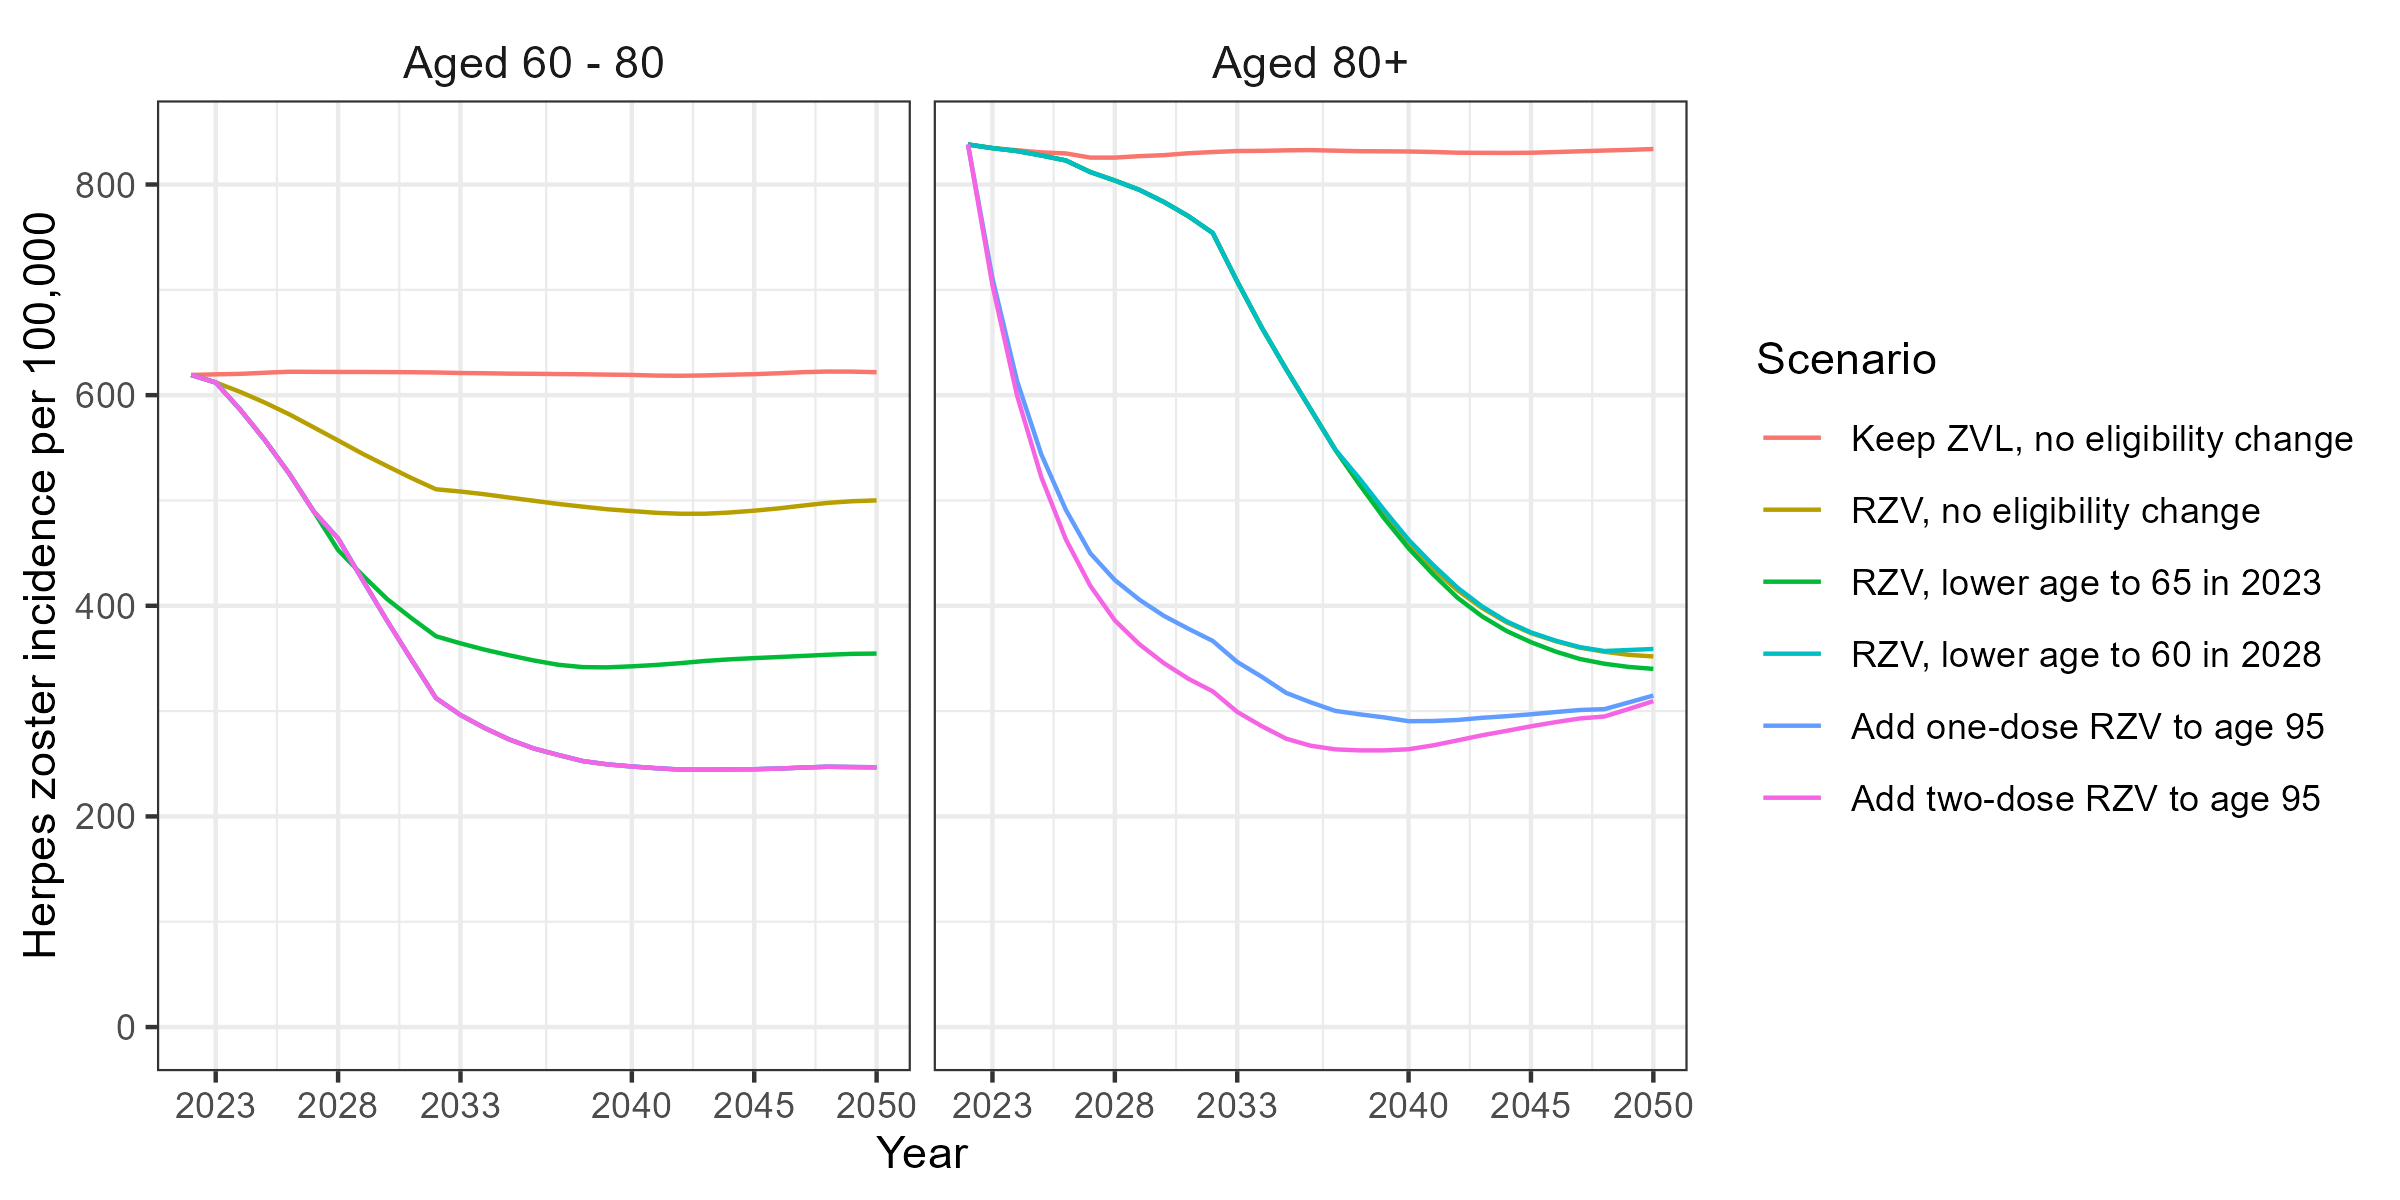 Aged 60 - 80
Aged 80+
Herpes zoster incidence per 100,000
800
600
400
200
0
2023 2028 2033 2040 2045 2050
2023 2028 2033 2040 2045 2050
Year
Scenario
Keep ZVL, no eligibility change
RZV, no eligibility change
RZV, lower age to 65 in 2023
RZV, lower age to 60 in 2028
Add one-dose RZV to age 95
Add two-dose RZV to age 95